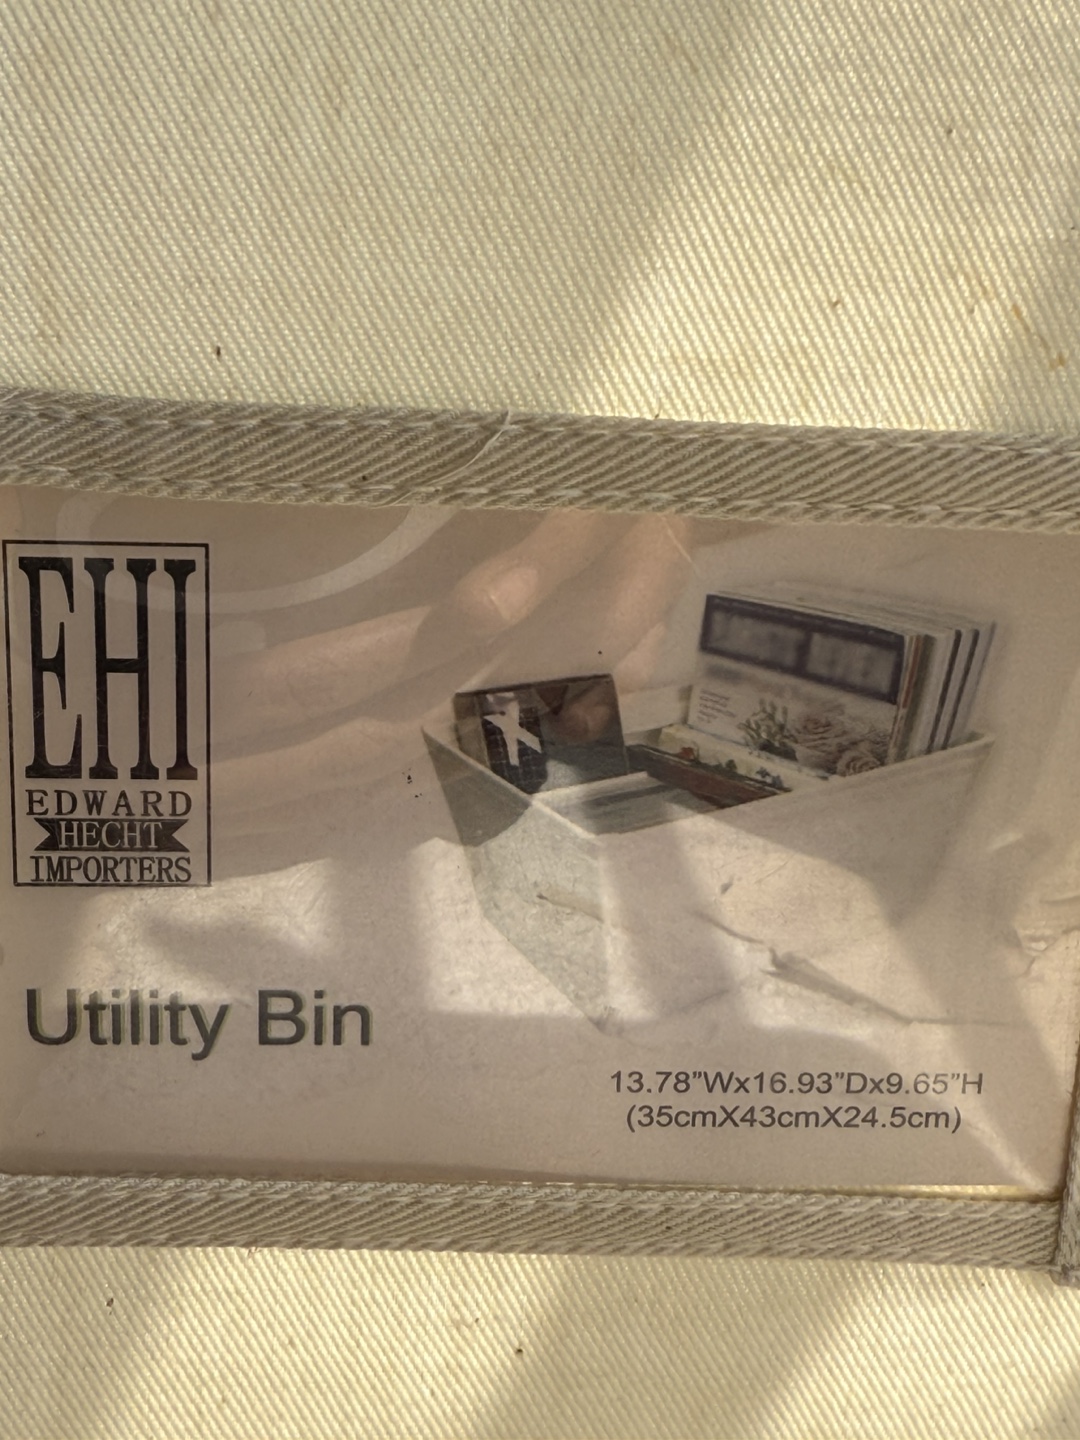 EHI
EDWARD
HECHT
IMPORTERS
Utility Bin
13.78”Wx16.93”Dx9.65”H
(35cmX43cmX24.5cm)